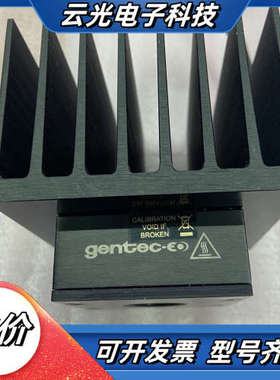 云光电子科技
CALIBRATION
VOID IF
BROKEN
gentec-eo
价
可开发票 型号齐